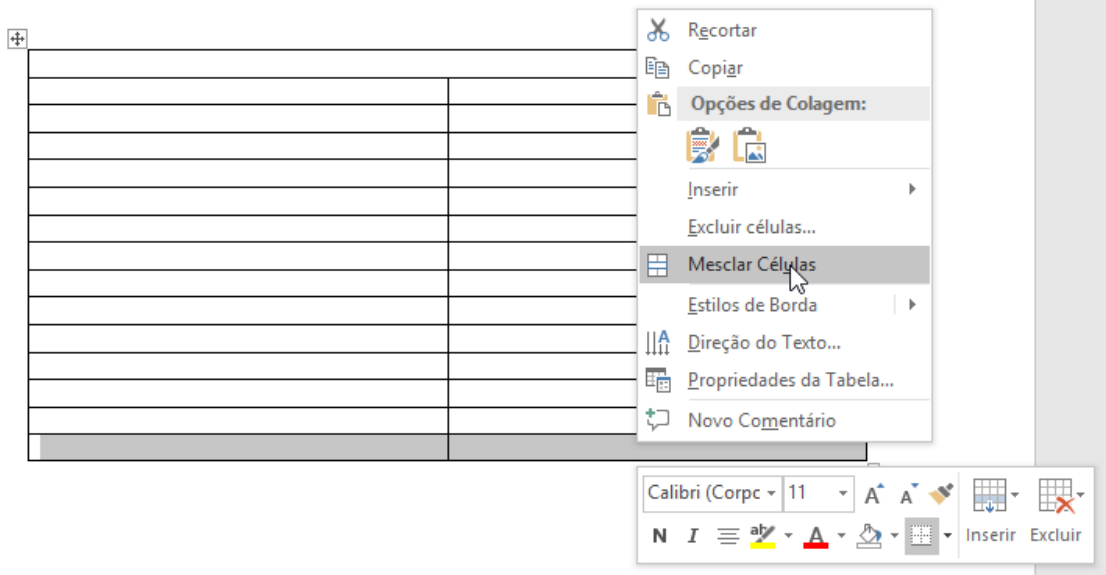 Recortar
Copiar
Opções de Colagem:
Inserir
Excluir células...
Mesclar Células
Estilos de Borda
Direção do Texto...
Propriedades da Tabela...
Novo Comentário
Calibri (Corpc 11 A A
N I ab A Inserir Excluir